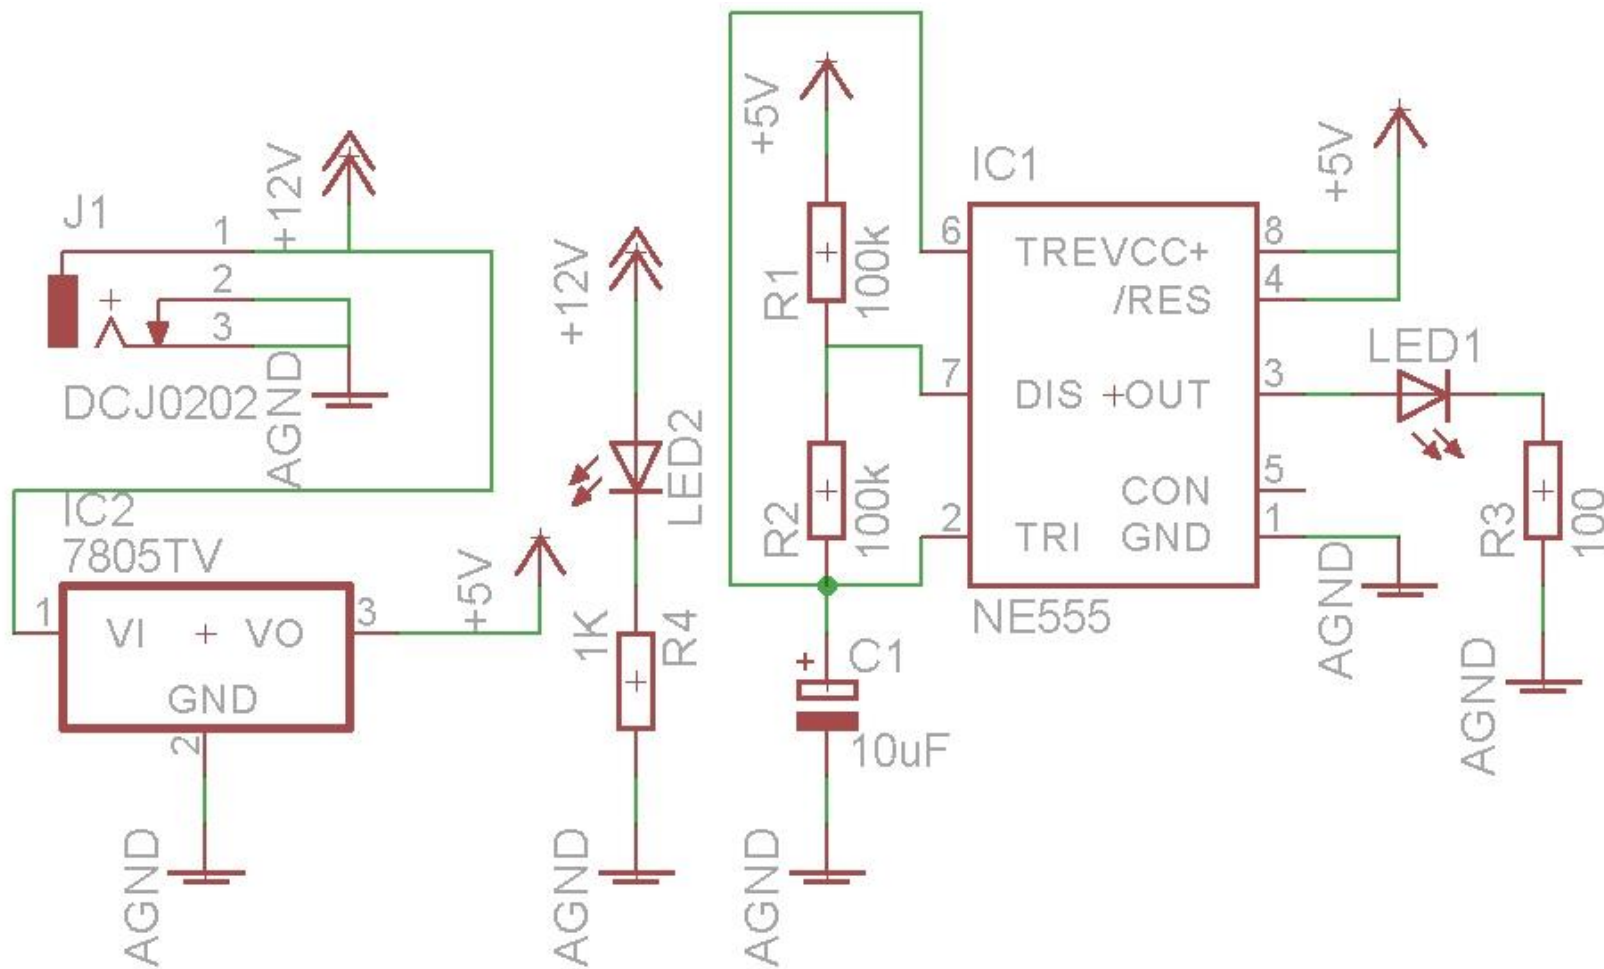 J1
1
2
3
+12V
DCJ0202
AGND
IC2
7805TV
1
VI
VO
3
GND
2
AGND
+5V
+12V
LED2
1K
R4
AGND
+5V
R1
100k
R2
100k
C1
10uF
AGND
IC1
6
TREVCC+
8
/RES
4
7
DIS
OUT
3
CON
5
2
TRI
GND
1
NE555
+5V
LED1
AGND
R3
100
AGND
+